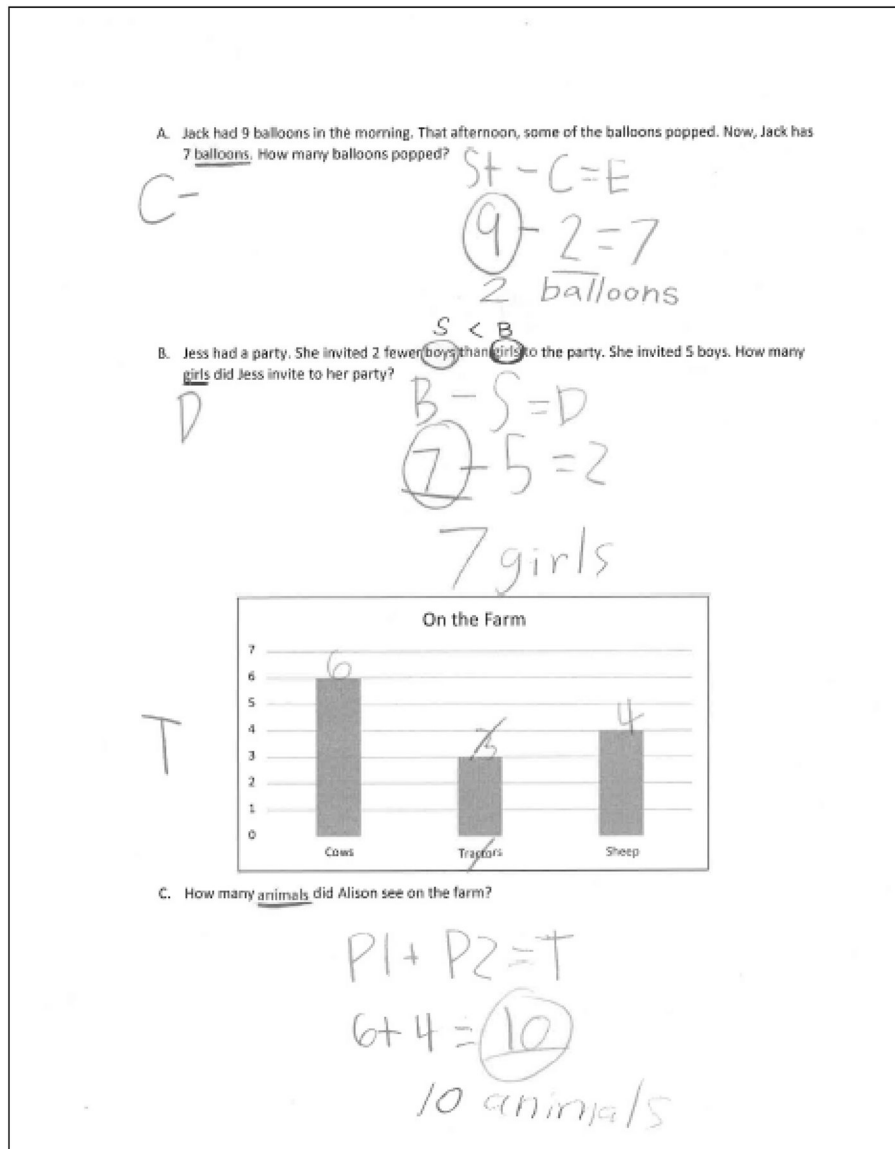 A. Jack had 9 balloons in the morning. That afternoon, some of the balloons popped. Now, Jack has
7 balloons. How many balloons popped?
St - C = E
C-
9 - 2 = 7
2 balloons
S < B
B. Jess had a party. She invited 2 fewer boys than girls to the party. She invited 5 boys. How many
girls did Jess invite to her party?
D
B - S = D
7 - 5 = 2
7 girls
On the Farm
7
6
5
4
3
2
1
0
6
3
4
T
Cows Tractors Sheep
C. How many animals did Alison see on the farm?
P1 + P2 = T
6 + 4 = 10
10 animals